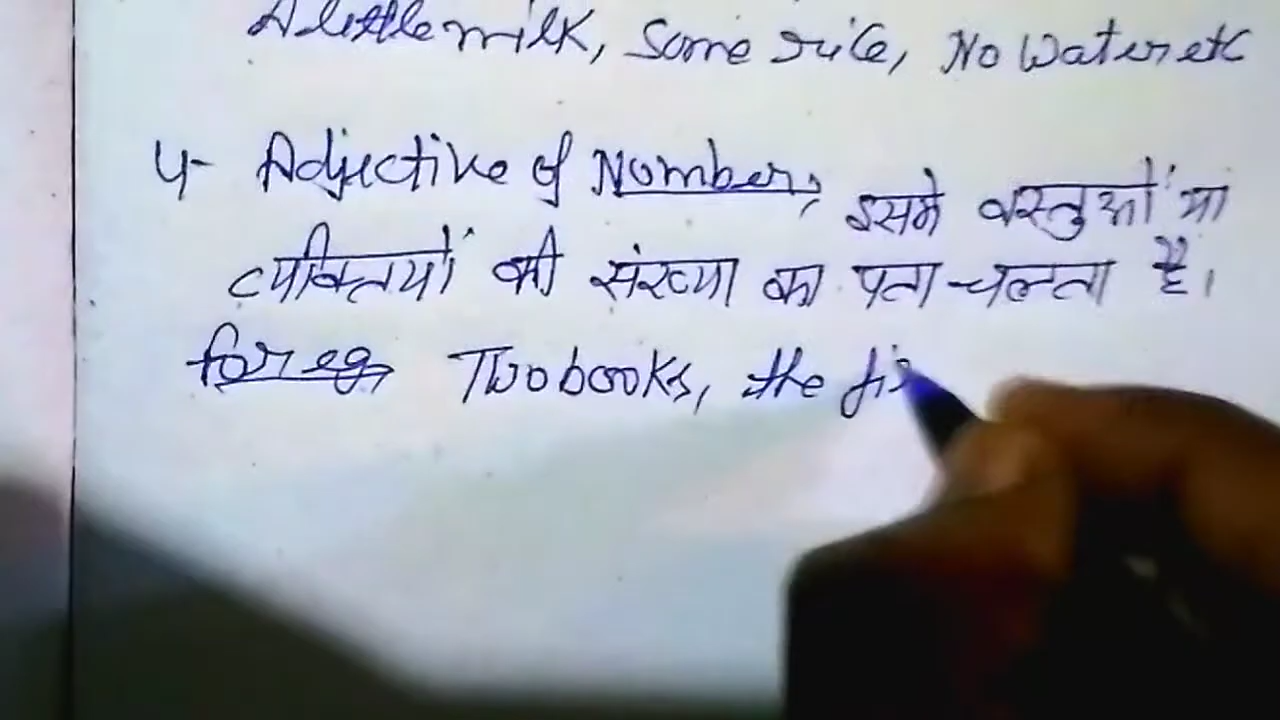 A little milk, Some rice, No Water etc
4- Adjective of Number, इसमे वस्तुओं या
व्यक्तियों की संख्या का पता चलता है।
for eg, Two books, the fi